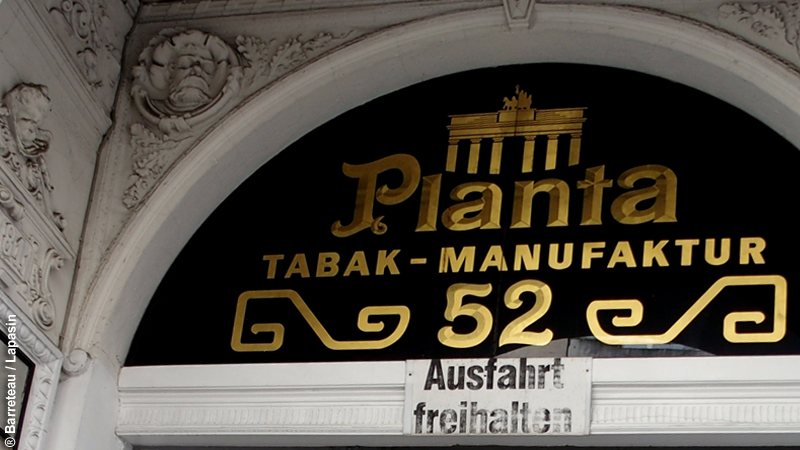 Planta
TABAK-MANUFAKTUR
52
Ausfahrt
freihalten
® Barreteau / Lapasin